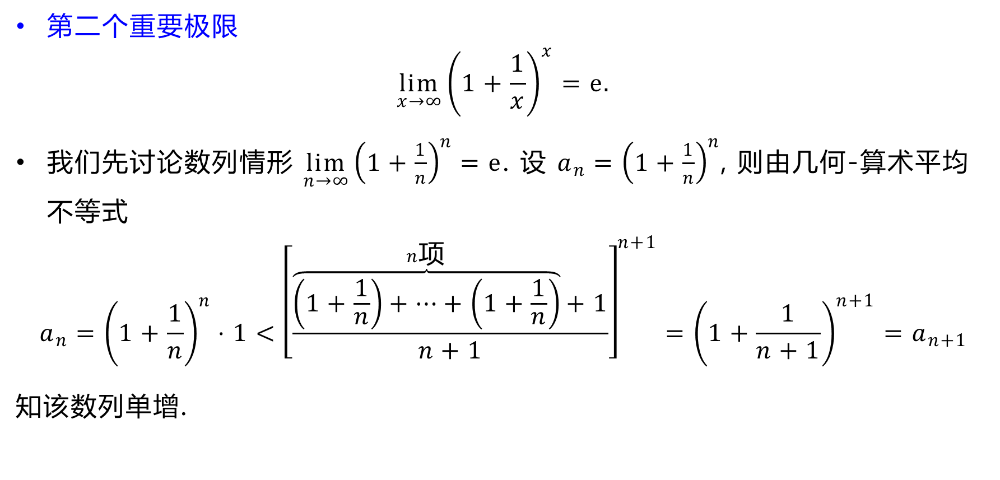 • 第二个重要极限
$$\lim_{x\to\infty}\left(1+\frac{1}{x}\right)^{x}=\mathrm{e}.$$
• 我们先讨论数列情形 $\lim\limits_{n\to\infty}\left(1+\frac{1}{n}\right)^{n}=\mathrm{e}.$ 设 $a_n=\left(1+\frac{1}{n}\right)^{n}$, 则由几何-算术平均
不等式
$$a_n=\left(1+\frac{1}{n}\right)^{n}\cdot 1<\left[\frac{\overbrace{\left(1+\frac{1}{n}\right)+\cdots+\left(1+\frac{1}{n}\right)}^{n项}+1}{n+1}\right]^{n+1}=\left(1+\frac{1}{n+1}\right)^{n+1}=a_{n+1}$$
知该数列单增.